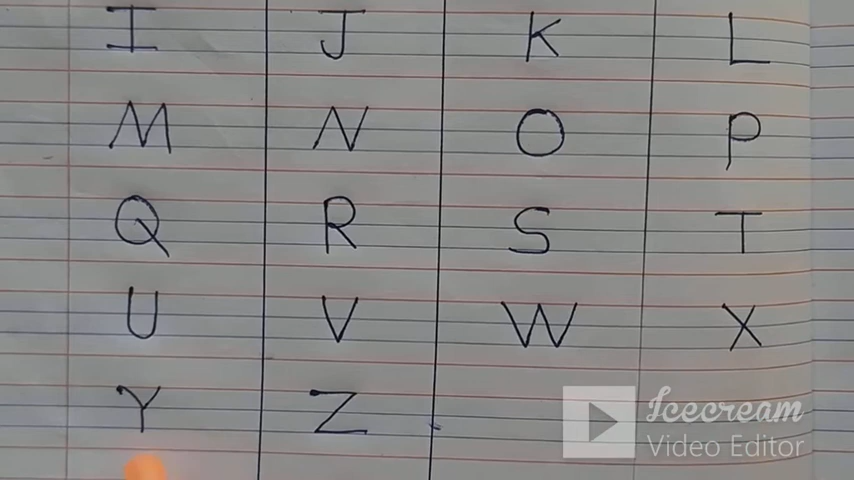 I J K L
M N O P
Q R S T
U V W X
Y Z
Icecream
Video Editor